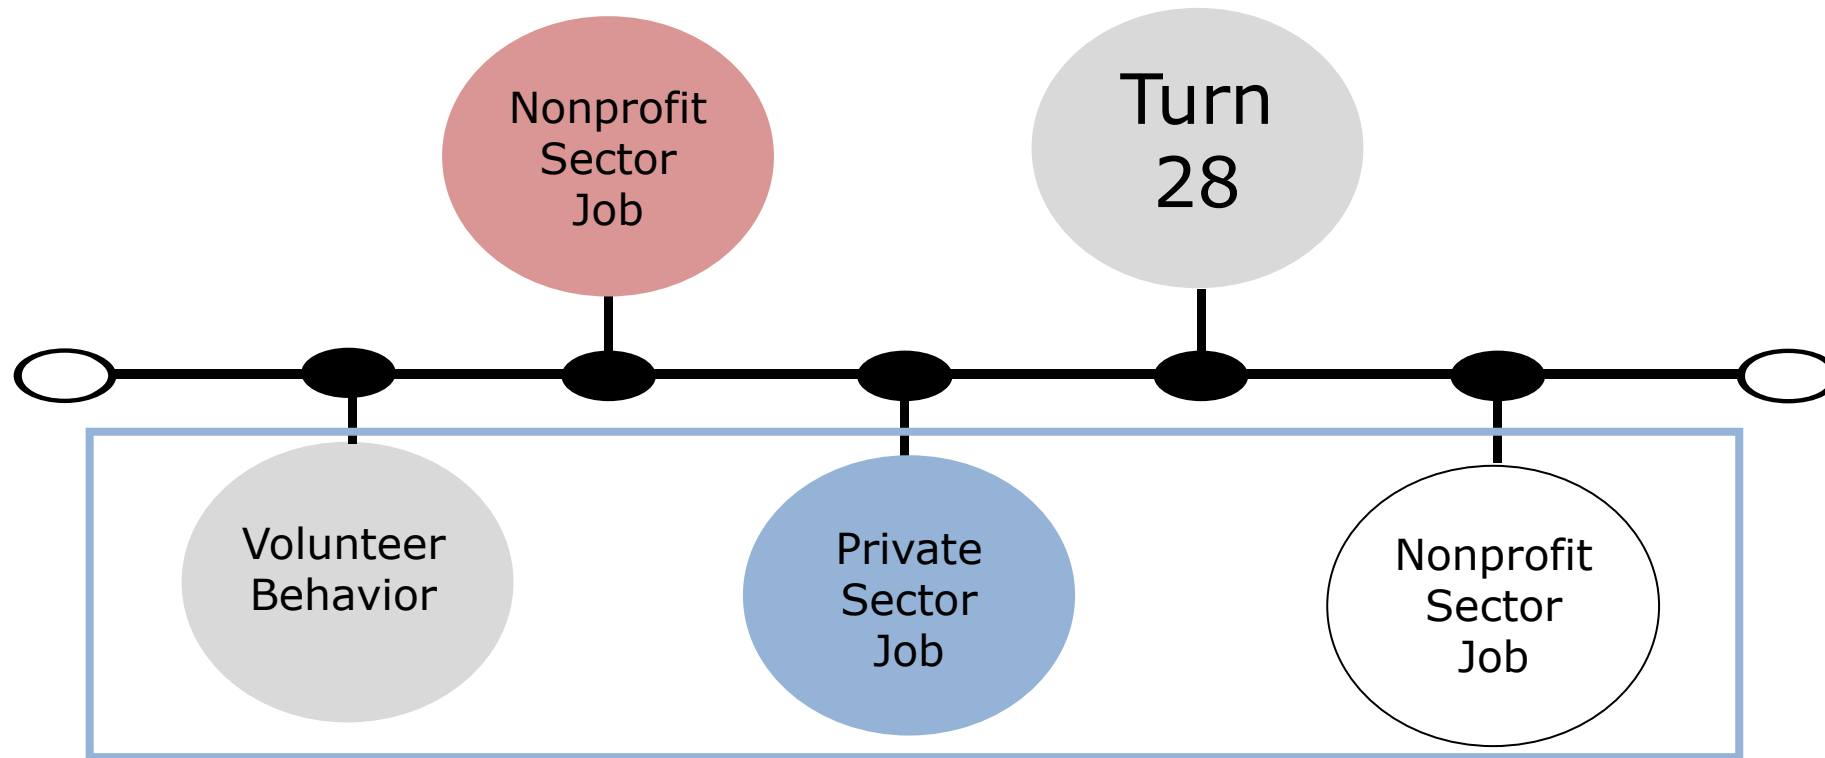 Nonprofit
Sector
Job
Turn
28
Volunteer
Behavior
Private
Sector
Job
Nonprofit
Sector
Job